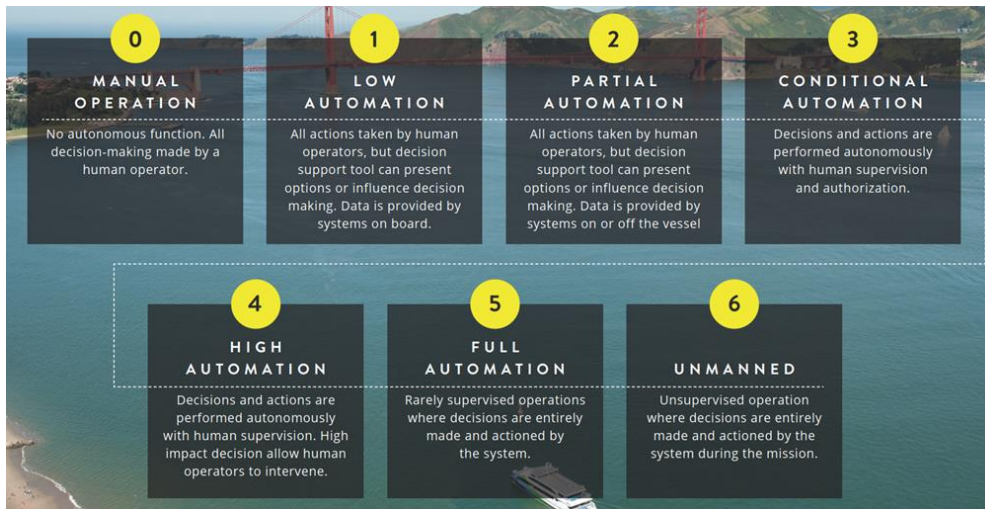 0
MANUAL
OPERATION
No autonomous function. All
decision-making made by a
human operator.
1
LOW
AUTOMATION
All actions taken by human
operators, but decision
support tool can present
options or influence decision
making. Data is provided by
systems on board.
2
PARTIAL
AUTOMATION
All actions taken by human
operators, but decision
support tool can present
options or influence decision
making. Data is provided by
systems on or off the vessel
3
CONDITIONAL
AUTOMATION
Decisions and actions are
performed autonomously
with human supervision
and authorization.
4
HIGH
AUTOMATION
Decisions and actions are
performed autonomously
with human supervision. High
impact decision allow human
operators to intervene.
5
FULL
AUTOMATION
Rarely supervised operations
where decisions are entirely
made and actioned by
the system.
6
UNMANNED
Unsupervised operation
where decisions are entirely
made and actioned by the
system during the mission.